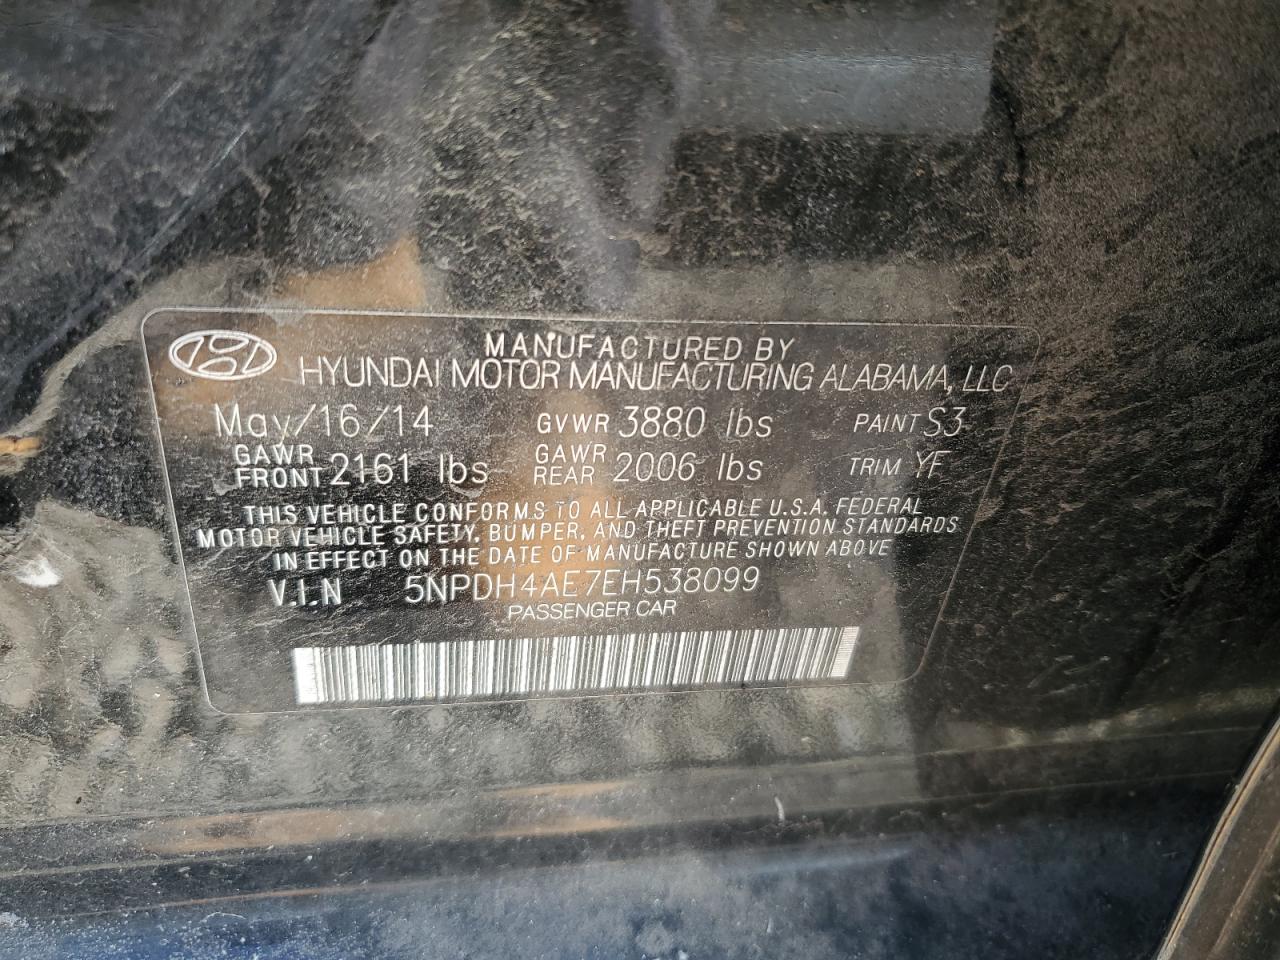 MANUFACTURED BY
HYUNDAI MOTOR MANUFACTURING ALABAMA, LLC
May/16/14 GVWR 3880 lbs PAINT S3
GAWR FRONT 2161 lbs GAWR REAR 2006 lbs TRIM YF
THIS VEHICLE CONFORMS TO ALL APPLICABLE U.S.A. FEDERAL
MOTOR VEHICLE SAFETY, BUMPER, AND THEFT PREVENTION STANDARDS
IN EFFECT ON THE DATE OF MANUFACTURE SHOWN ABOVE
V.I.N 5NPDH4AE7EH538099
PASSENGER CAR